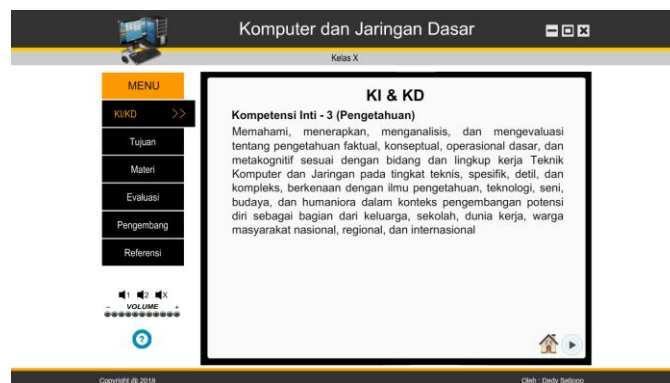 Komputer dan Jaringan Dasar
Kelas X
MENU
KI/KD >>
Tujuan
Materi
Evaluasi
Pengembang
Referensi
1 2 X
- VOLUME +
?
KI & KD
Kompetensi Inti - 3 (Pengetahuan)
Memahami, menerapkan, menganalisis, dan mengevaluasi
tentang pengetahuan faktual, konseptual, operasional dasar, dan
metakognitif sesuai dengan bidang dan lingkup kerja Teknik
Komputer dan Jaringan pada tingkat teknis, spesifik, detil, dan
kompleks, berkenaan dengan ilmu pengetahuan, teknologi, seni,
budaya, dan humaniora dalam konteks pengembangan potensi
diri sebagai bagian dari keluarga, sekolah, dunia kerja, warga
masyarakat nasional, regional, dan internasional
Copyright @ 2018
Oleh : Dedy Setiono